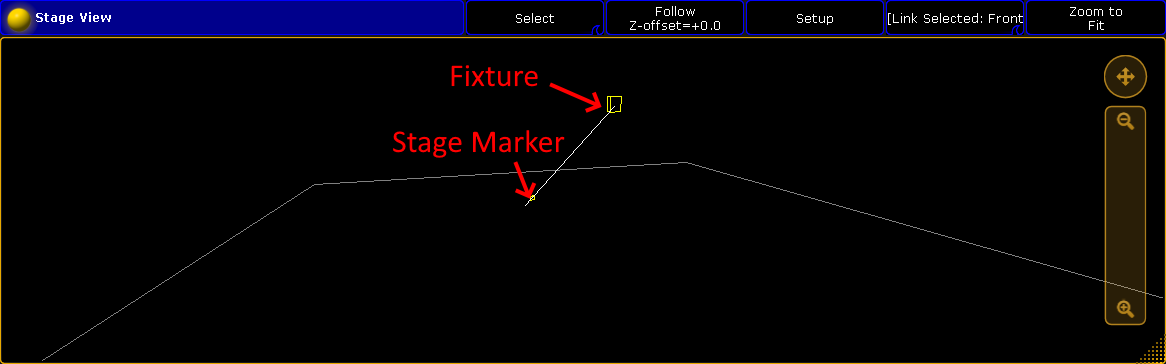 Stage View
Select
Follow
Z-offset=+0.0
Setup
[Link Selected: Front
Zoom to
Fit
Fixture
Stage Marker